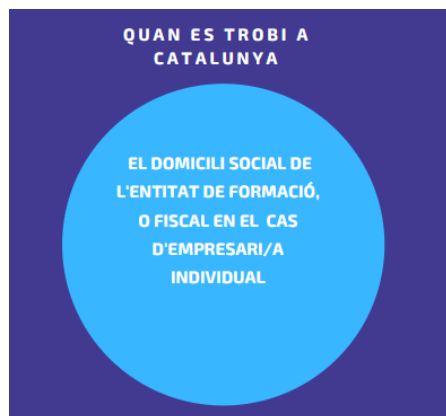 QUAN ES TROBI A
CATALUNYA
EL DOMICILI SOCIAL DE
L'ENTITAT DE FORMACIÓ,
O FISCAL EN EL CAS
D'EMPRESARI/A
INDIVIDUAL